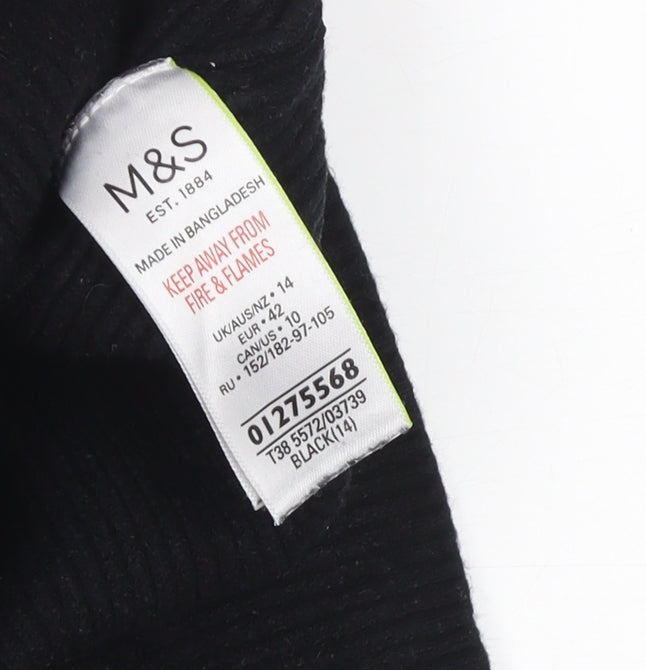 M&S
EST. 1884
MADE IN BANGLADESH
KEEP AWAY FROM
FIRE & FLAMES
UK/AUS/NZ • 14
EUR • 42
CAN/US • 10
RU • 152/182-97-105
01275568
T38 5572/03739
BLACK(14)